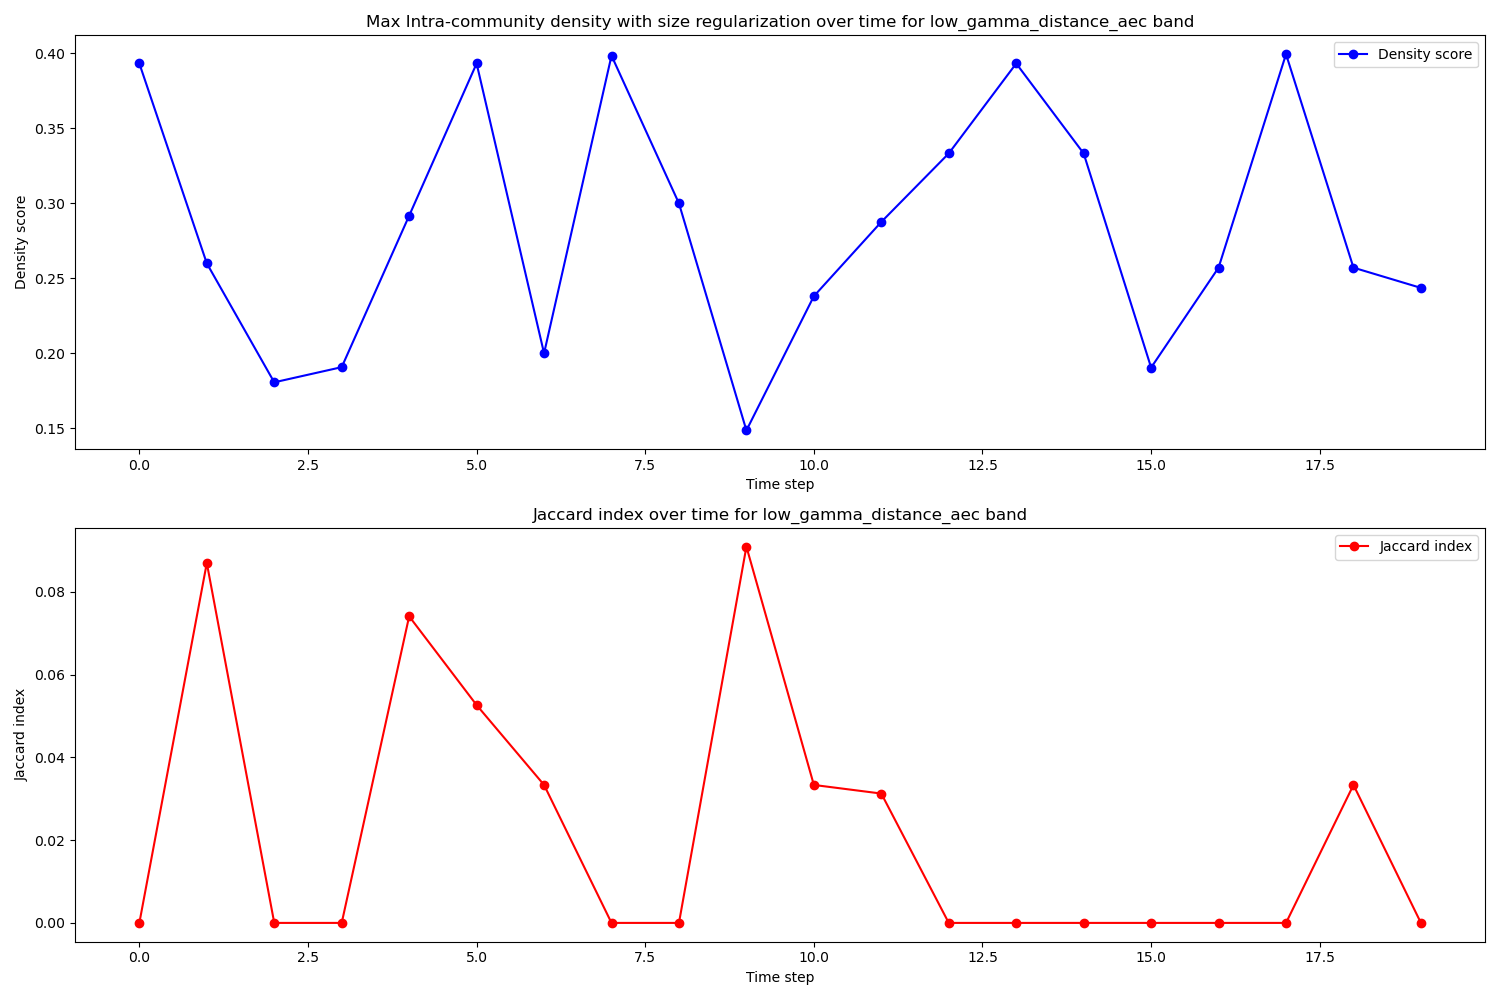 Max Intra-community density with size regularization over time for low_gamma_distance_aec band
Density score
0.40
0.35
0.30
0.25
0.20
0.15
Density score
0.0 2.5 5.0 7.5 10.0 12.5 15.0 17.5
Time step
Jaccard index over time for low_gamma_distance_aec band
Jaccard index
0.08
0.06
0.04
0.02
0.00
Jaccard index
0.0 2.5 5.0 7.5 10.0 12.5 15.0 17.5
Time step